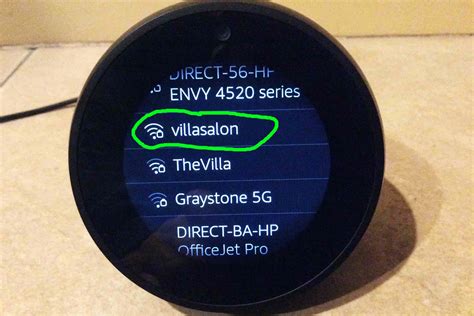 DIRECT-56-HP
ENVY 4520 series
villasalon
TheVilla
Graystone 5G
DIRECT-BA-HP
OfficeJet Pro